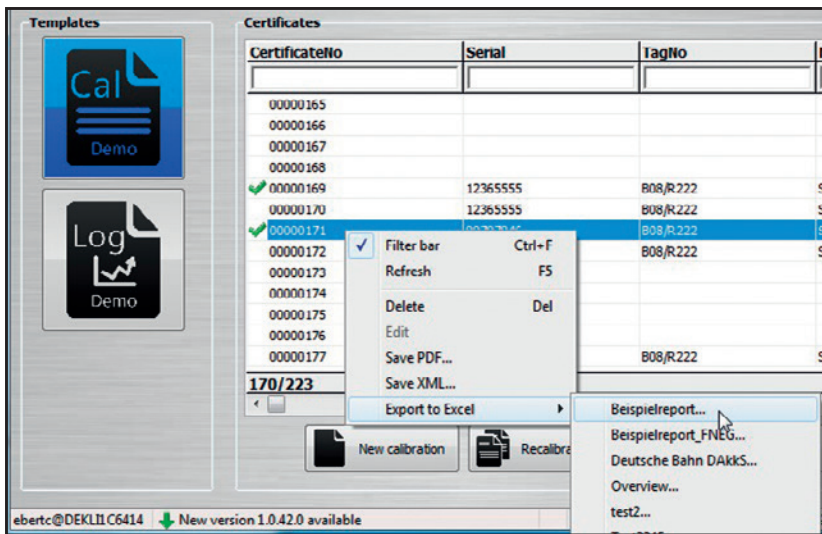 Templates
Certificates
Cal
Demo
Log
Demo
CertificateNo Serial TagNo
00000165
00000166
00000167
00000168
00000169 12365555 B08/R222
00000170 12365555 B08/R222
00000171 B08/R222
00000172 B08/R222
00000173
00000174
00000175
00000176
00000177 B08/R222
170/223
Filter bar Ctrl+F
Refresh F5
Delete Del
Edit
Save PDF...
Save XML...
Export to Excel
Beispielreport...
Beispielreport_FNEG...
Deutsche Bahn DAkkS...
Overview...
test2...
New calibration
Recalibra
ebertc@DEKLI1C6414 New version 1.0.42.0 available